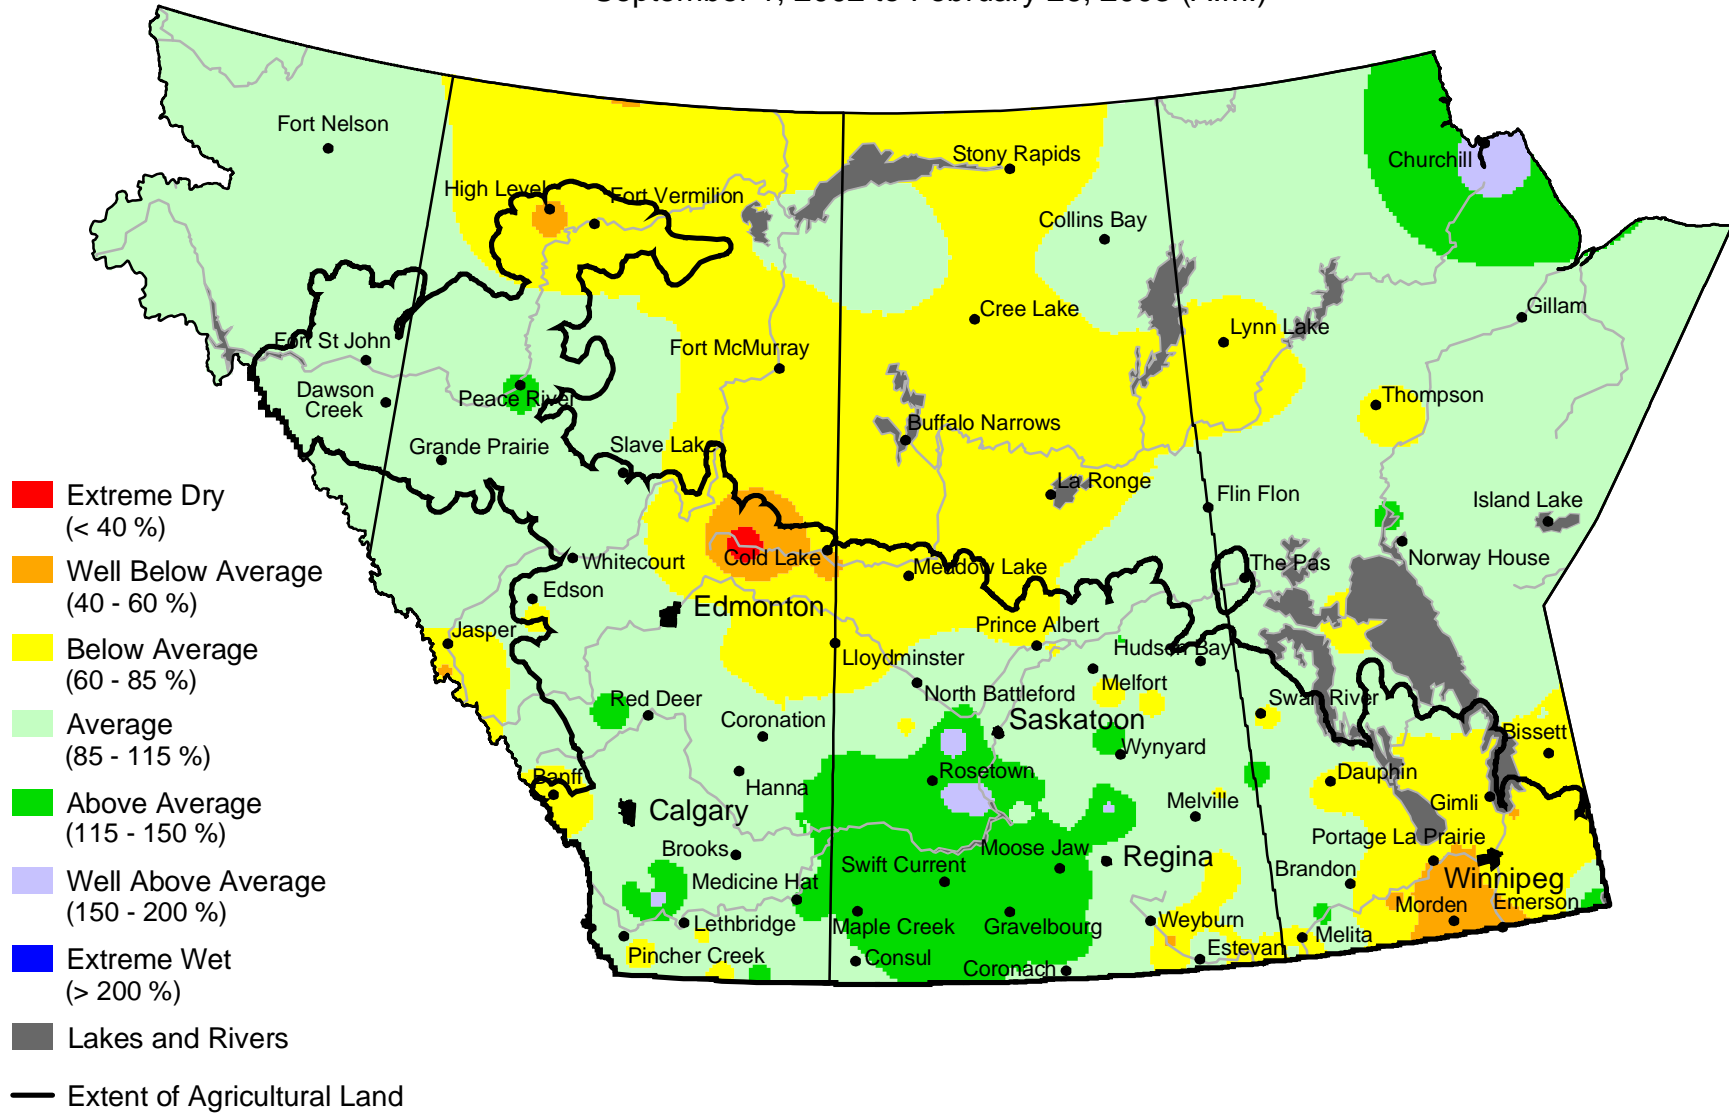 September 1, 2002 to February 28, 2003 (A.m.)
Fort Nelson
Stony Rapids
Churchill
High Level
Fort Vermilion
Collins Bay
Cree Lake
Gillam
Lynn Lake
Fort St John
Fort McMurray
Dawson
Creek
Peace River
Thompson
Buffalo Narrows
Grande Prairie
Slave Lake
La Ronge
Flin Flon
Island Lake
Extreme Dry
(< 40 %)
Whitecourt
Cold Lake
Meadow Lake
The Pas
Norway House
Well Below Average
(40 - 60 %)
Edson
Edmonton
Jasper
Prince Albert
Hudson Bay
Below Average
(60 - 85 %)
Lloydminster
North Battleford
Melfort
Swan River
Red Deer
Coronation
Saskatoon
Wynyard
Bissett
Average
(85 - 115 %)
Banff
Hanna
Rosetown
Dauphin
Above Average
(115 - 150 %)
Calgary
Melville
Gimli
Portage La Prairie
Brooks
Swift Current
Moose Jaw
Regina
Brandon
Winnipeg
Well Above Average
(150 - 200 %)
Medicine Hat
Lethbridge
Maple Creek
Gravelbourg
Weyburn
Morden
Emerson
Melita
Pincher Creek
Consul
Coronach
Estevan
Extreme Wet
(> 200 %)
Lakes and Rivers
Extent of Agricultural Land